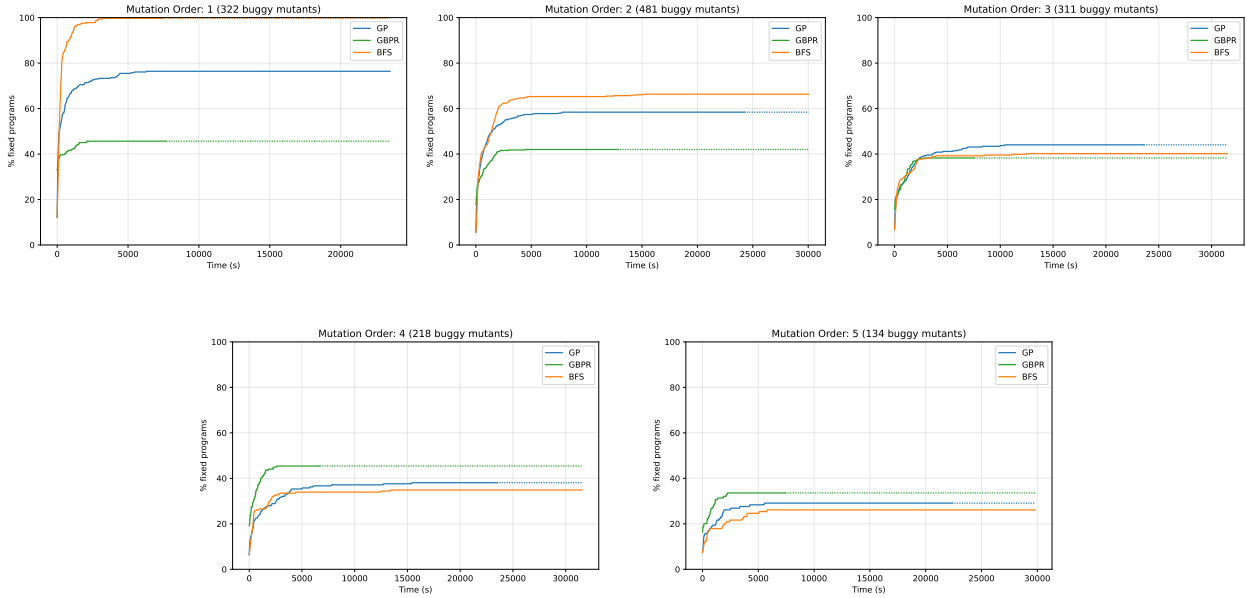 Mutation Order: 1 (322 buggy mutants)
% fixed programs
100
80
60
40
20
0
GP
GBPR
BFS
0 5000 10000 15000 20000
Time (s)
Mutation Order: 2 (481 buggy mutants)
% fixed programs
100
80
60
40
20
0
GP
GBPR
BFS
0 5000 10000 15000 20000 25000 30000
Time (s)
Mutation Order: 3 (311 buggy mutants)
% fixed programs
100
80
60
40
20
0
GP
GBPR
BFS
0 5000 10000 15000 20000 25000 30000
Time (s)
Mutation Order: 4 (218 buggy mutants)
% fixed programs
100
80
60
40
20
0
GP
GBPR
BFS
0 5000 10000 15000 20000 25000 30000
Time (s)
Mutation Order: 5 (134 buggy mutants)
% fixed programs
100
80
60
40
20
0
GP
GBPR
BFS
0 5000 10000 15000 20000 25000 30000
Time (s)